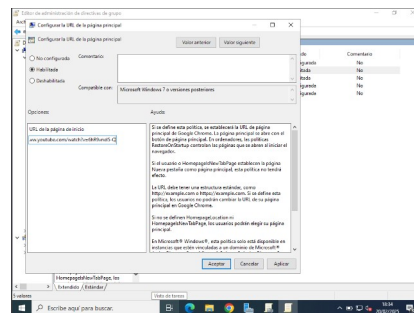 Editor de administración de directivas de grupo
Configurar la URL de la página principal
Configurar la URL de la página principal
Valor anterior
Valor siguiente
No configurada
Comentario:
Habilitada
Deshabilitada
Compatible con:
Microsoft Windows 7 o versiones posteriores
Opciones:
Ayuda:
URL de la página de inicio
Si se define esta política, se establecerá la URL de página
principal de Google Chrome. La página principal se abre con el
botón de página principal. En ordenadores, las políticas
RestoreOnStartup controlan las páginas que se abren al iniciar el
navegador.
Si el usuario o HomepageIsNewTabPage establecen la página
Nueva pestaña como página principal, esta política no tendrá
efecto.
La URL debe tener una estructura estándar, como
http://example.com o https://example.com. Si se define esta
política, los usuarios no podrán cambiar la URL de su página
principal en Google Chrome.
Si no se definen HomepageLocation ni
HomepageIsNewTabPage, los usuarios podrán elegir su página
principal.
En Microsoft® Windows®, esta política solo está disponible en
instancias que estén vinculadas a un dominio de Microsoft®
Aceptar
Cancelar
Aplicar
Comentario
No
No
No
No
No
HomepageIsNewTabPage, los
Extendido
Estándar
5 valores
Vista de tareas
Escribe aquí para buscar.
18:34
20/02/2025